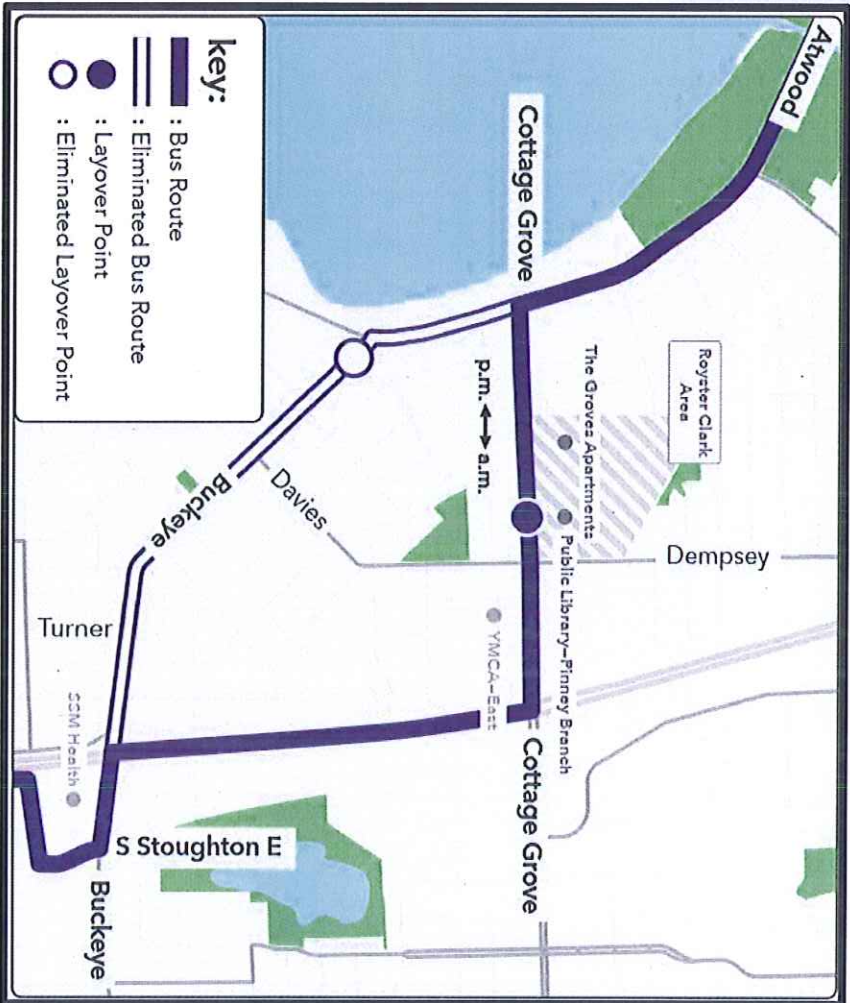 Atwood
Cottage Grove
Royster Clark
Area
The Groves Apartments
Public Library–Pinney Branch
p.m. a.m.
Dempsey
YMCA–East
Cottage Grove
Davies
Buckeye
Turner
SSM Health
S Stoughton E
Buckeye
key:
: Bus Route
: Eliminated Bus Route
: Layover Point
: Eliminated Layover Point